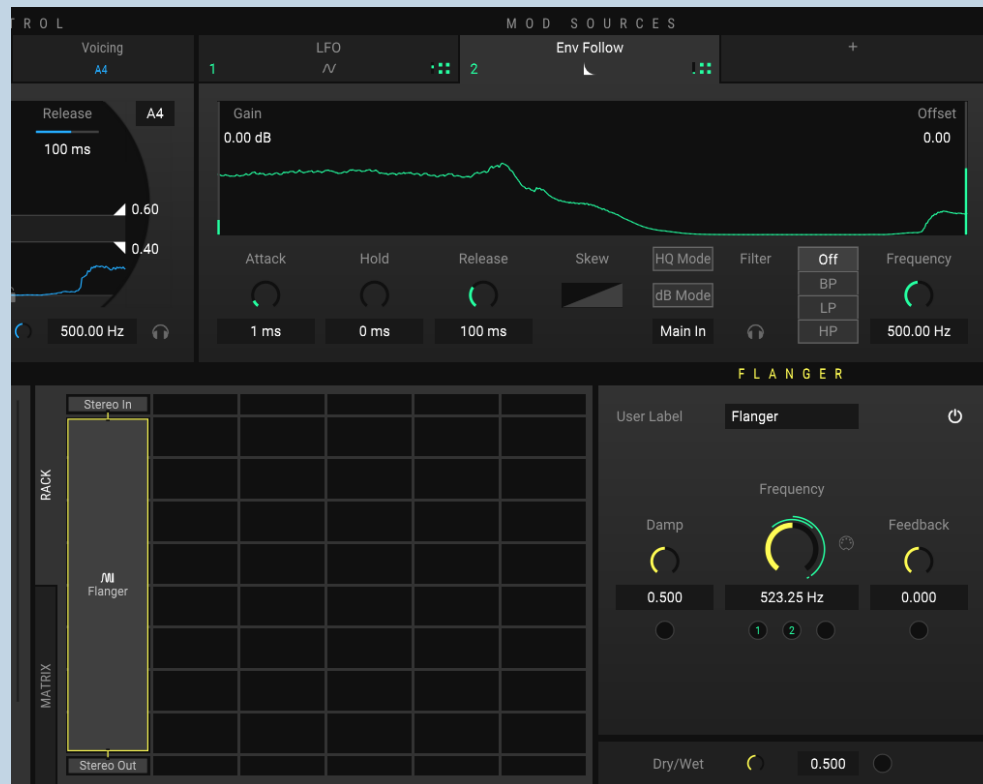 TROL
MOD SOURCES
Voicing
A4
LFO
1
Env Follow
2
+
Release
A4
100 ms
0.60
0.40
500.00 Hz
Gain
0.00 dB
Offset
0.00
Attack
Hold
Release
Skew
HQ Mode
Filter
Off
Frequency
dB Mode
BP
LP
1 ms
0 ms
100 ms
Main In
HP
500.00 Hz
FLANGER
RACK
MATRIX
Stereo In
Flanger
Stereo Out
User Label
Flanger
Frequency
Damp
Feedback
0.500
523.25 Hz
0.000
1
2
Dry/Wet
0.500